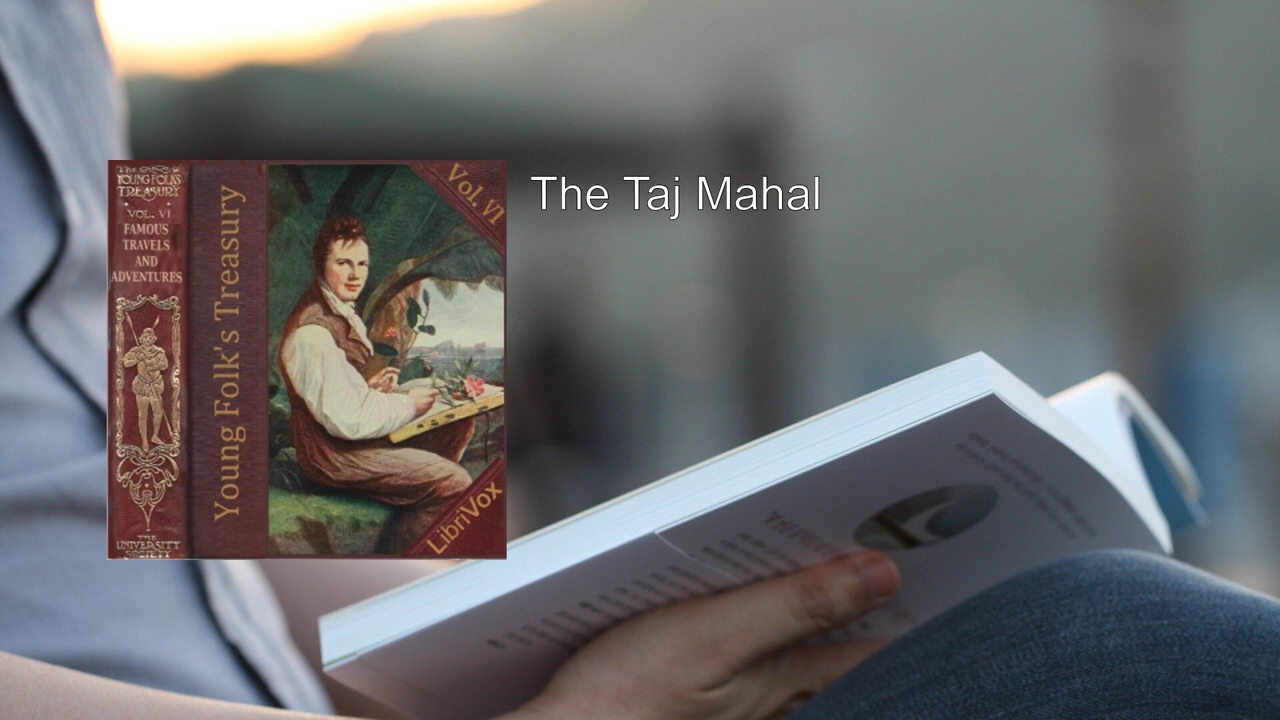 THE
YOUNG FOLK'S
TREASURY
VOL. VI
FAMOUS
TRAVELS
AND
ADVENTURES
THE
UNIVERSITY
SOCIETY
Young Folk's Treasury
Vol. VI
LibriVox
The Taj Mahal